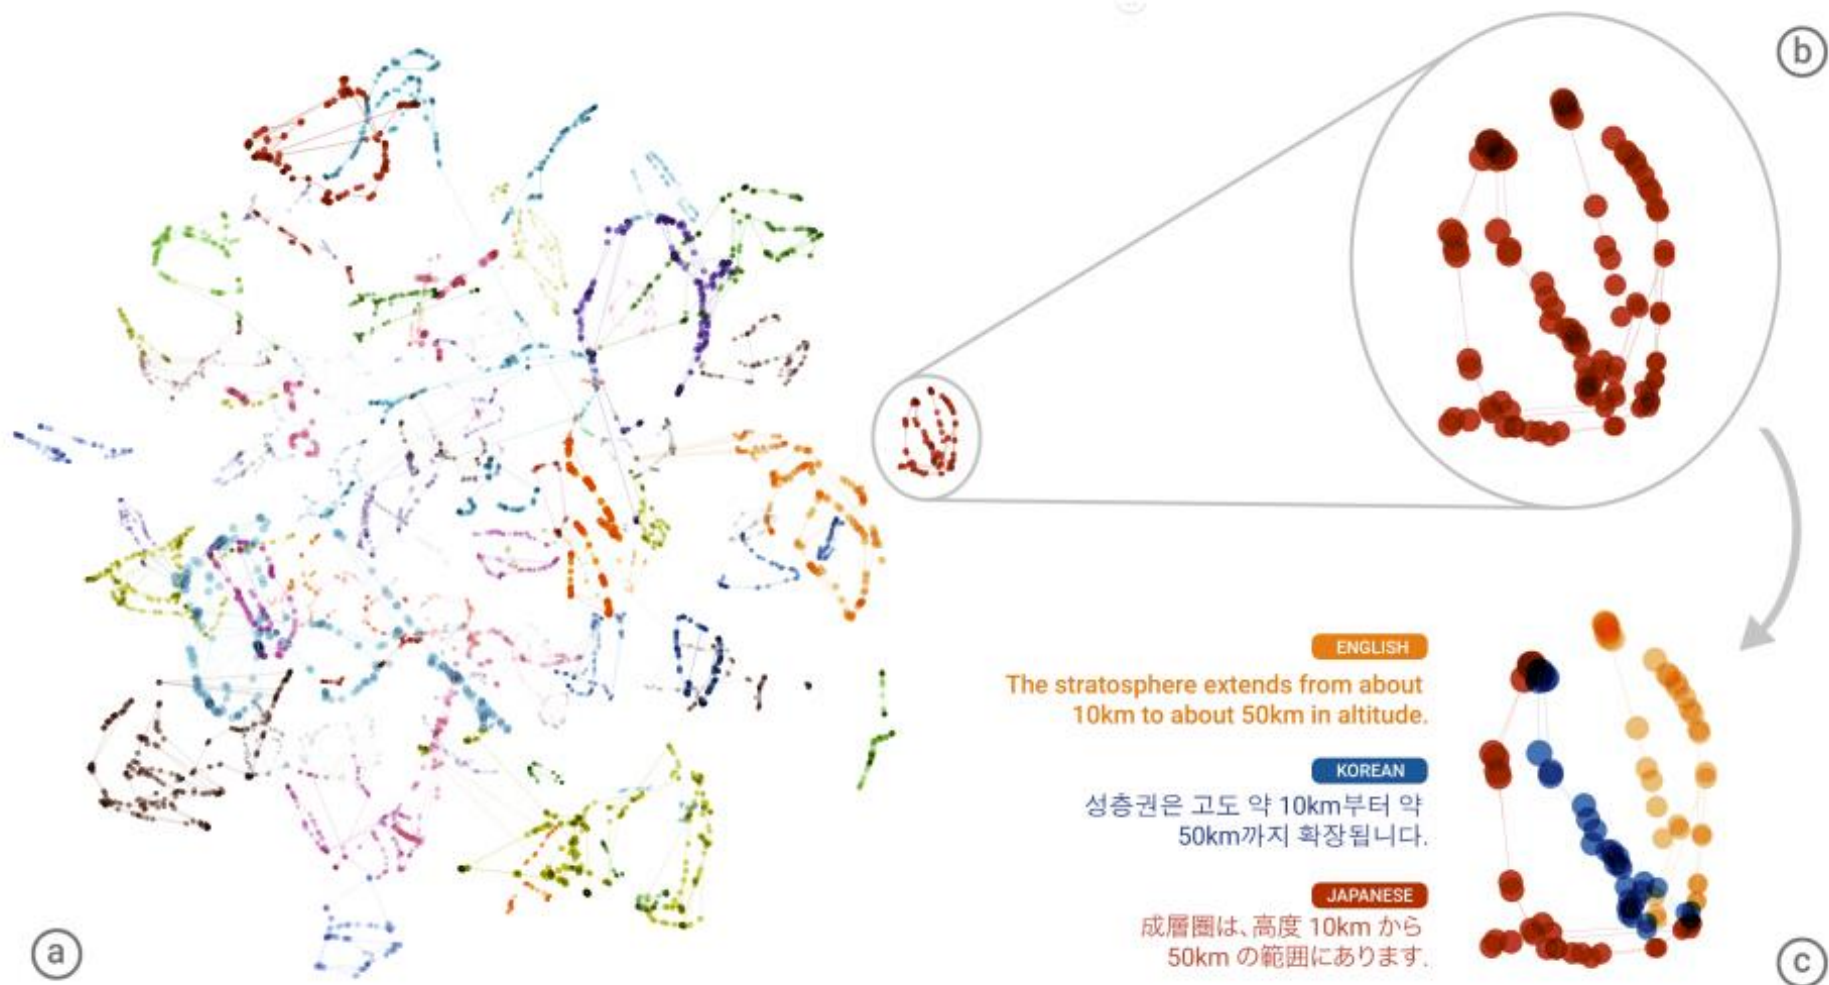 b
ENGLISH
The stratosphere extends from about
10km to about 50km in altitude.
KOREAN
성층권은 고도 약 10km부터 약
50km까지 확장됩니다.
JAPANESE
成層圏は、高度 10km から
50km の範囲にあります.
a
c